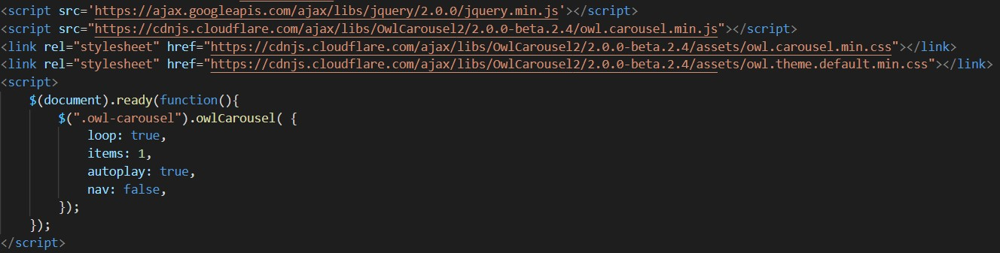 <script src='https://ajax.googleapis.com/ajax/libs/jquery/2.0.0/jquery.min.js'></script>
<script src="https://cdnjs.cloudflare.com/ajax/libs/OwlCarousel2/2.0.0-beta.2.4/owl.carousel.min.js"></script>
<link rel="stylesheet" href="https://cdnjs.cloudflare.com/ajax/libs/OwlCarousel2/2.0.0-beta.2.4/assets/owl.carousel.min.css"></link>
<link rel="stylesheet" href="https://cdnjs.cloudflare.com/ajax/libs/OwlCarousel2/2.0.0-beta.2.4/assets/owl.theme.default.min.css"></link>
<script>
    $(document).ready(function(){
        $(".owl-carousel").owlCarousel( {
            loop: true,
            items: 1,
            autoplay: true,
            nav: false,
        });
    });
</script>